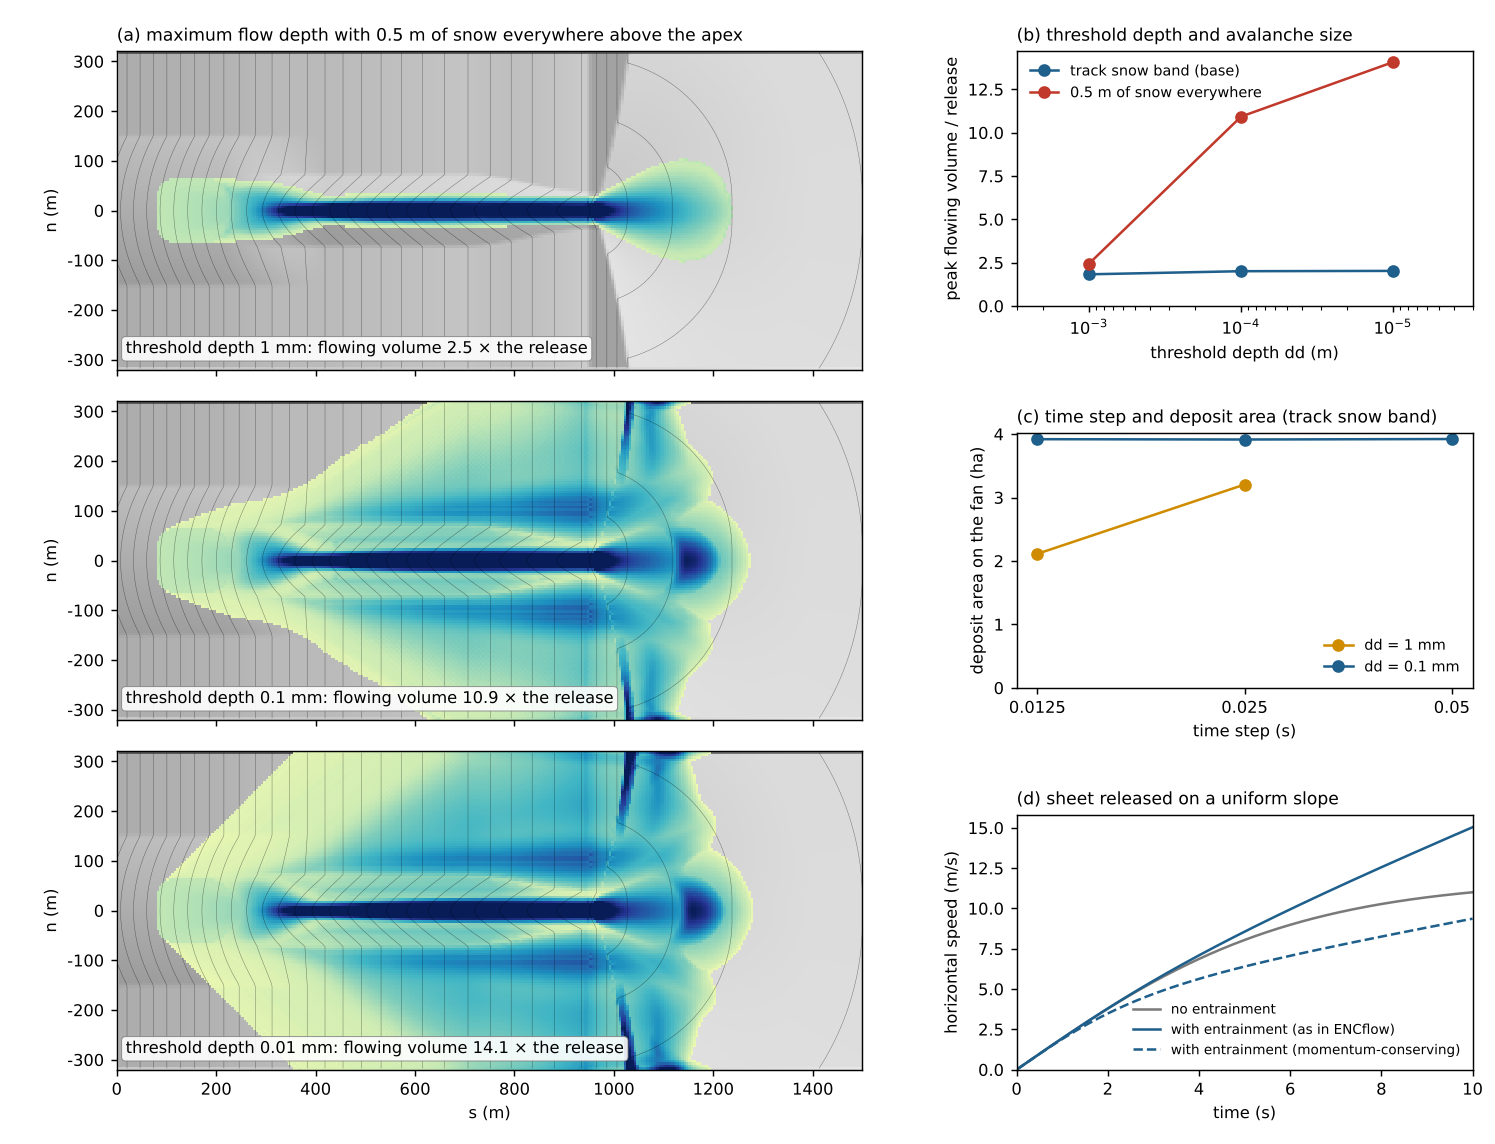 (a) maximum flow depth with 0.5 m of snow everywhere above the apex
300
200
100
0
-100
-200
-300
n (m)
threshold depth 1 mm: flowing volume 2.5 × the release
300
200
100
0
-100
-200
-300
n (m)
threshold depth 0.1 mm: flowing volume 10.9 × the release
300
200
100
0
-100
-200
-300
n (m)
threshold depth 0.01 mm: flowing volume 14.1 × the release
0 200 400 600 800 1000 1200 1400
s (m)
(b) threshold depth and avalanche size
peak flowing volume / release
12.5
10.0
7.5
5.0
2.5
0.0
track snow band (base)
0.5 m of snow everywhere
10⁻³ 10⁻⁴ 10⁻⁵
threshold depth dd (m)
(c) time step and deposit area (track snow band)
deposit area on the fan (ha)
4
3
2
1
0
dd = 1 mm
dd = 0.1 mm
0.0125 0.025 0.05
time step (s)
(d) sheet released on a uniform slope
horizontal speed (m/s)
15.0
12.5
10.0
7.5
5.0
2.5
0.0
no entrainment
with entrainment (as in ENCflow)
with entrainment (momentum-conserving)
0 2 4 6 8 10
time (s)